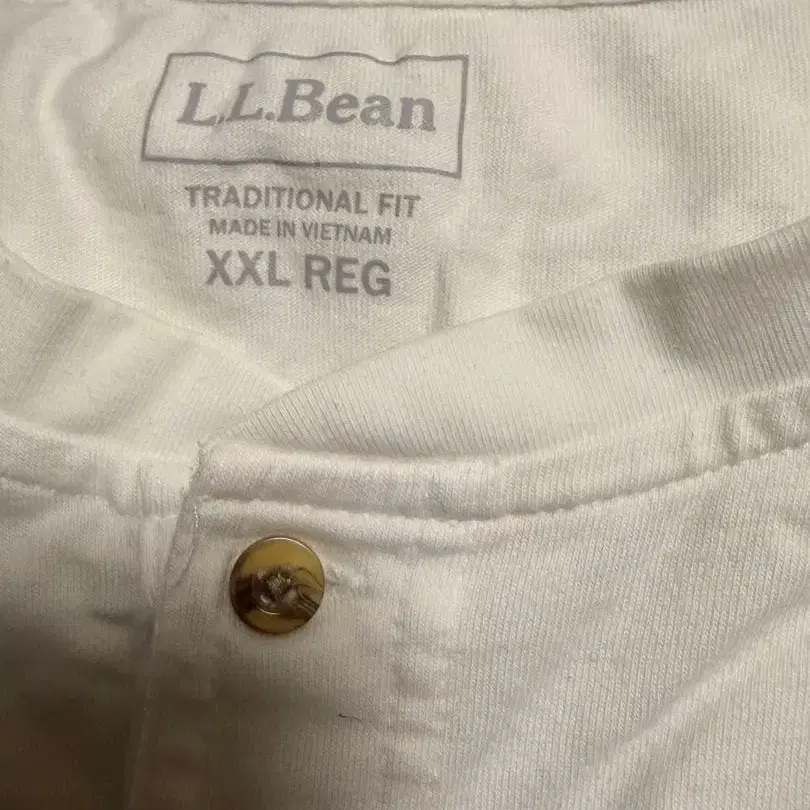 L.L.Bean
TRADITIONAL FIT
MADE IN VIETNAM
XXL REG